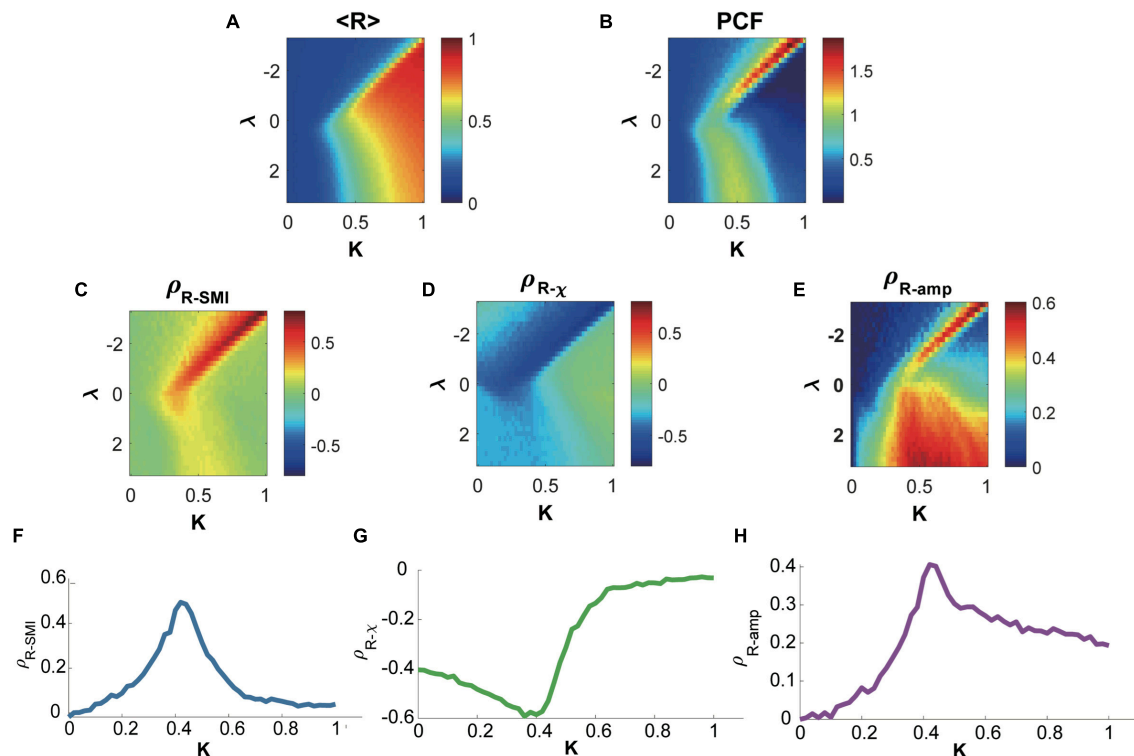 A <R> B PCF
1
-2 -2 1.5
λ 0 0.5 λ 0 1
2 2 0.5
0
0 0.5 1 0 0.5 1
K K
C ρR-SMI D ρR-χ E ρR-amp
0.6
-2 0.5 -2 0.5 -2
0.4
λ 0 0 λ 0 0 λ 0
0.2
2 -0.5 2 -0.5 2
0
0 0.5 1 0 0.5 1 0 0.5 1
K K K
F G H
0.6 0 0.4
ρR-SMI 0.4 ρR-χ -0.2 ρR-amp 0.3
0.2 -0.4 0.2
0.1
0 -0.6 0
0 0.2 0.4 0.6 0.8 1 0 0.2 0.4 0.6 0.8 1 0 0.2 0.4 0.6 0.8 1
K K K